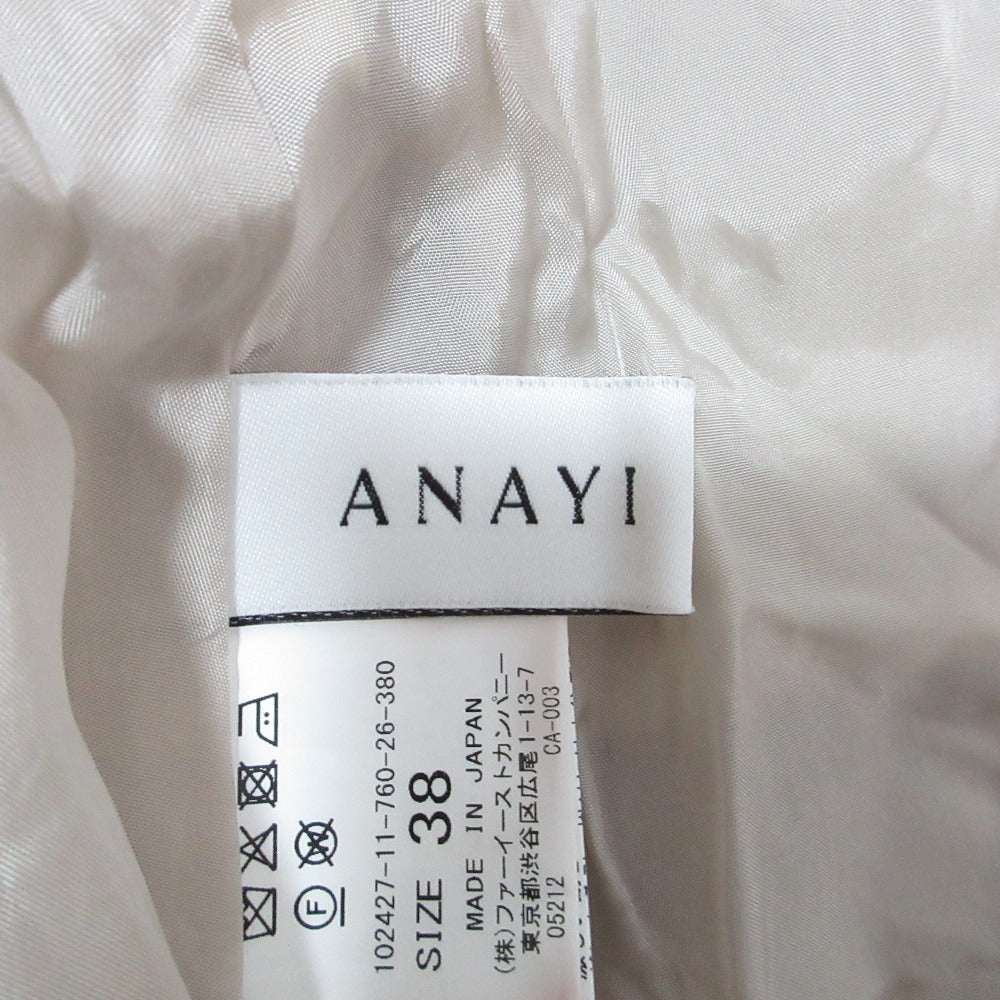 ANAYI
102427-11-760-26-380
SIZE 38
MADE IN JAPAN
(株)ファーイーストカンパニー
東京都渋谷区広尾1-13-7
05212 CA-003
F